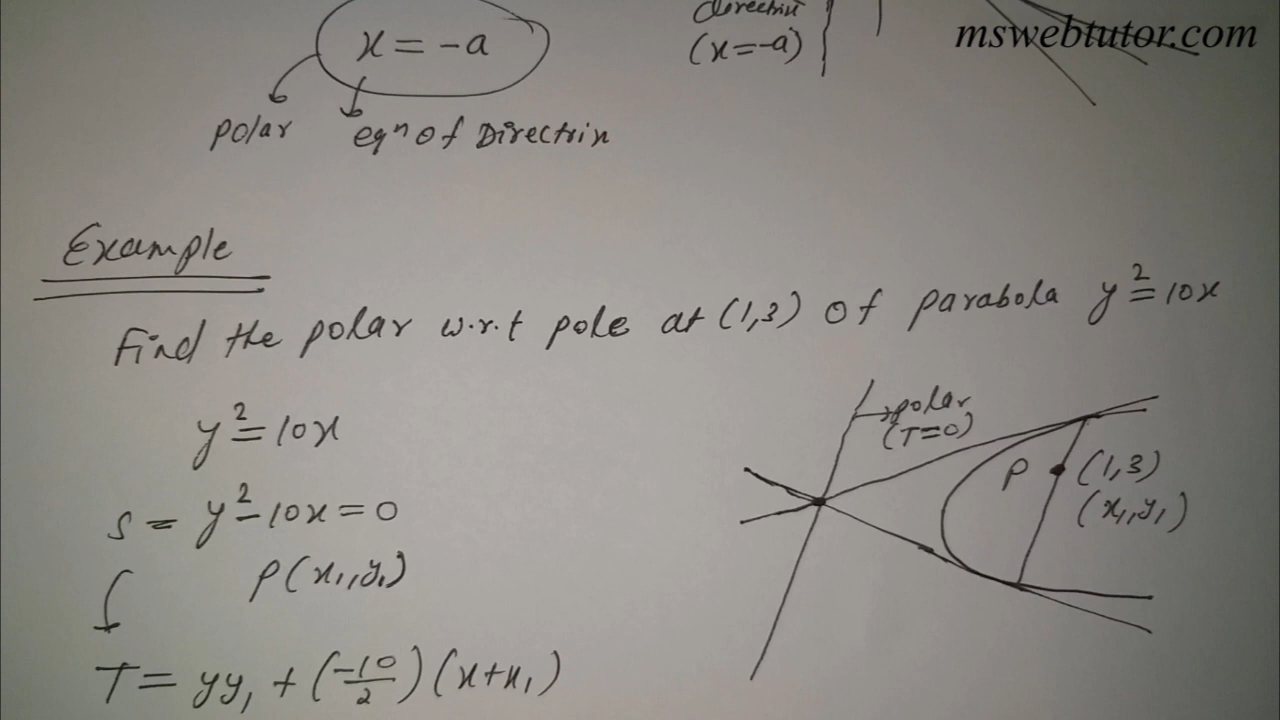 mswebtutor.com
x = -a
Directrix
(x=-a)
polar
eqⁿ of Directrix
Example
Find the polar w.r.t pole at (1,3) of parabola y² = 10x
y² = 10x
S = y² - 10x = 0
P(x₁,y₁)
T = yy₁ + (-10/2)(x+x₁)
polar
(T=0)
P
(1,3)
(x₁,y₁)